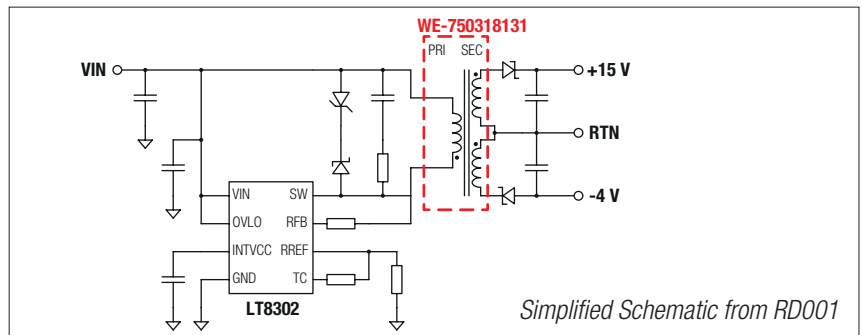 WE-750318131
PRI SEC
VIN
+15 V
RTN
-4 V
VIN SW
OVLO RFB
INTVCC RREF
GND TC
LT8302
Simplified Schematic from RD001